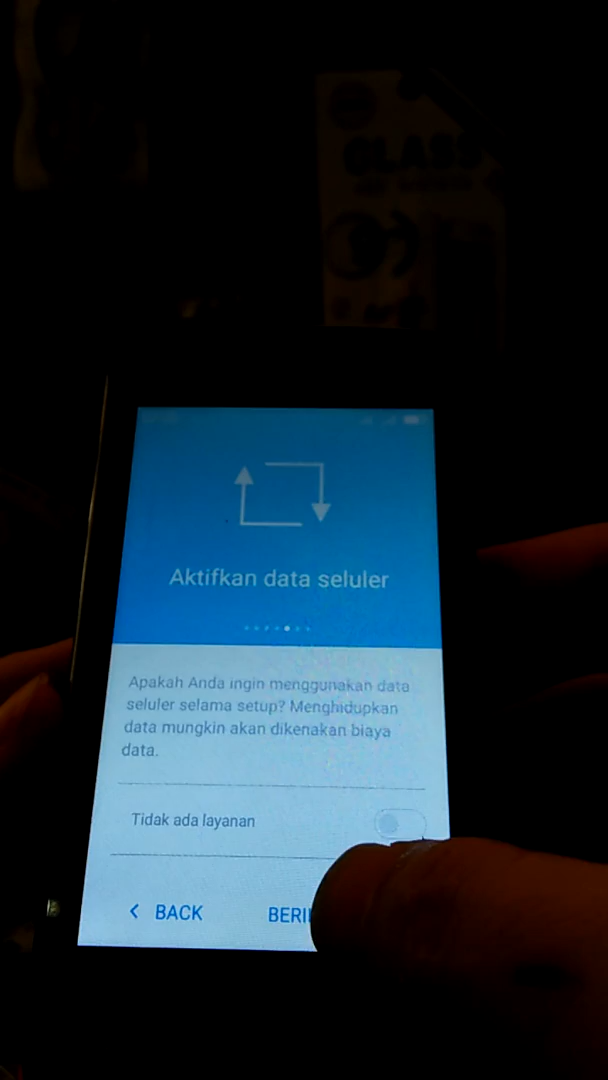 GLASS
Aktifkan data seluler
Apakah Anda ingin menggunakan data
seluler selama setup? Menghidupkan
data mungkin akan dikenakan biaya
data.
Tidak ada layanan
BACK